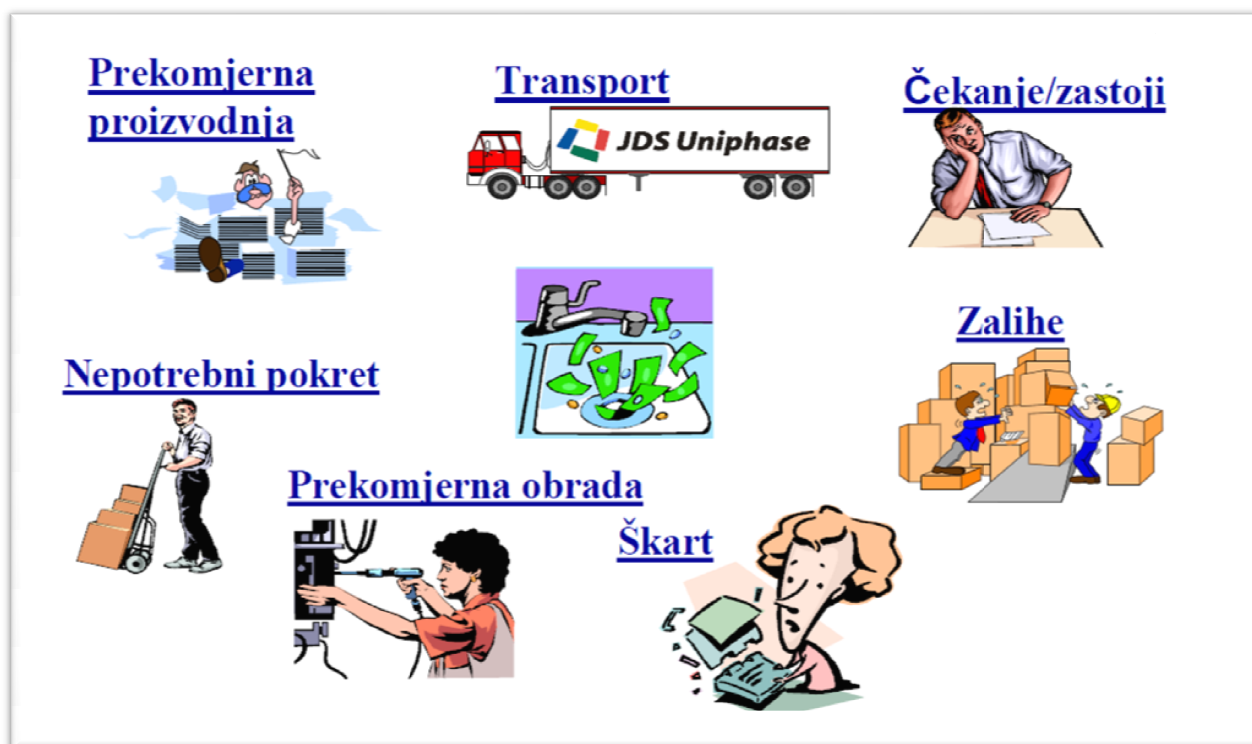 Prekomjerna
proizvodnja
Transport
JDS Uniphase
Čekanje/zastoji
Zalihe
Nepotrebni pokret
Prekomjerna obrada
Škart